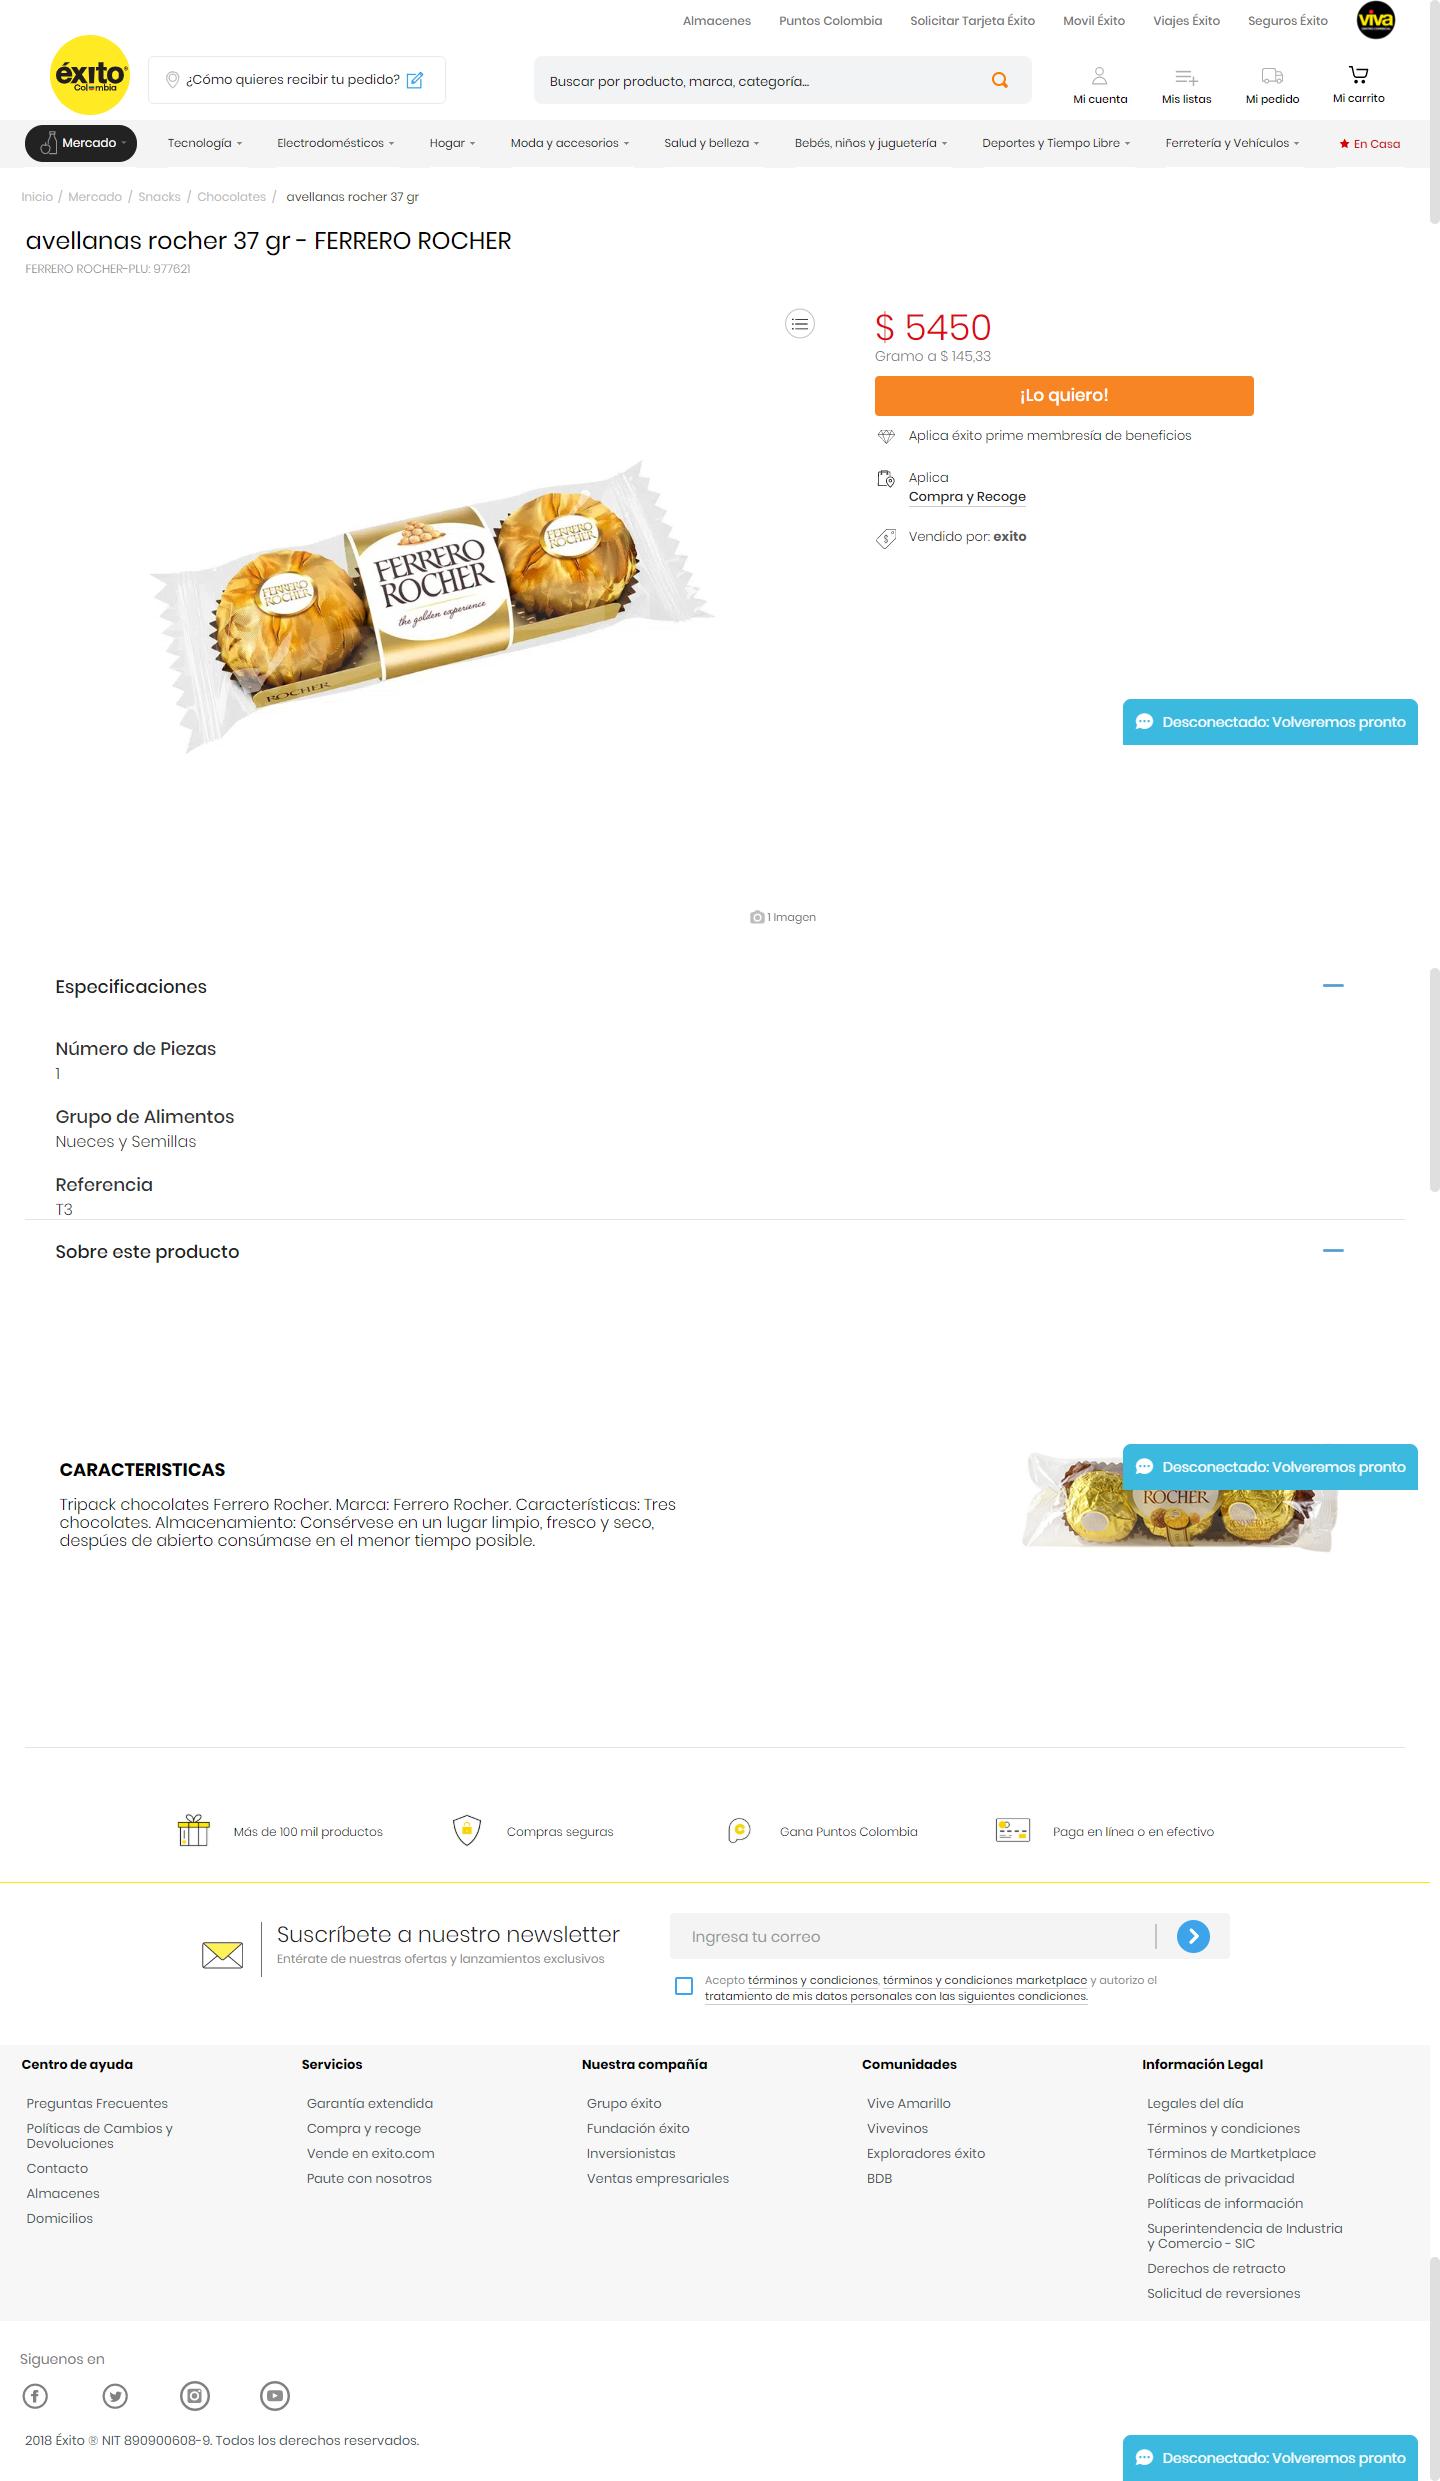 Almacenes Puntos Colombia Solicitar Tarjeta Éxito Movil Éxito Viajes Éxito Seguros Éxito viva
éxito
Colombia
¿Cómo quieres recibir tu pedido?
Buscar por producto, marca, categoría...
Mi cuenta Mis listas Mi pedido Mi carrito
Mercado Tecnología Electrodomésticos Hogar Moda y accesorios Salud y belleza Bebés, niños y juguetería Deportes y Tiempo Libre Ferretería y Vehículos En Casa
Inicio / Mercado / Snacks / Chocolates / avellanas rocher 37 gr
avellanas rocher 37 gr - FERRERO ROCHER
FERRERO ROCHER-PLU: 977621
$ 5450
Gramo a $ 145,33
¡Lo quiero!
Aplica éxito prime membresía de beneficios
Aplica
Compra y Recoge
Vendido por: exito
FERRERO
ROCHER
FERRERO
ROCHER
the golden experience
FERRERO
ROCHER
ROCHER
Desconectado: Volveremos pronto
1 Imagen
Especificaciones
Número de Piezas
1
Grupo de Alimentos
Nueces y Semillas
Referencia
T3
Sobre este producto
Desconectado: Volveremos pronto
ROCHER
CARACTERISTICAS
Tripack chocolates Ferrero Rocher. Marca: Ferrero Rocher. Características: Tres
chocolates. Almacenamiento: Consérvese en un lugar limpio, fresco y seco,
despúes de abierto consúmase en el menor tiempo posible.
Más de 100 mil productos Compras seguras Gana Puntos Colombia Paga en línea o en efectivo
Suscríbete a nuestro newsletter
Entérate de nuestras ofertas y lanzamientos exclusivos
Ingresa tu correo
Acepto términos y condiciones, términos y condiciones marketplace y autorizo el
tratamiento de mis datos personales con las siguientes condiciones.
Centro de ayuda
Preguntas Frecuentes
Políticas de Cambios y
Devoluciones
Contacto
Almacenes
Domicilios
Servicios
Garantía extendida
Compra y recoge
Vende en exito.com
Paute con nosotros
Nuestra compañía
Grupo éxito
Fundación éxito
Inversionistas
Ventas empresariales
Comunidades
Vive Amarillo
Vivevinos
Exploradores éxito
BDB
Información Legal
Legales del día
Términos y condiciones
Términos de Martketplace
Políticas de privacidad
Políticas de información
Superintendencia de Industria
y Comercio - SIC
Derechos de retracto
Solicitud de reversiones
Siguenos en
2018 Éxito ® NIT 890900608-9. Todos los derechos reservados.
Desconectado: Volveremos pronto